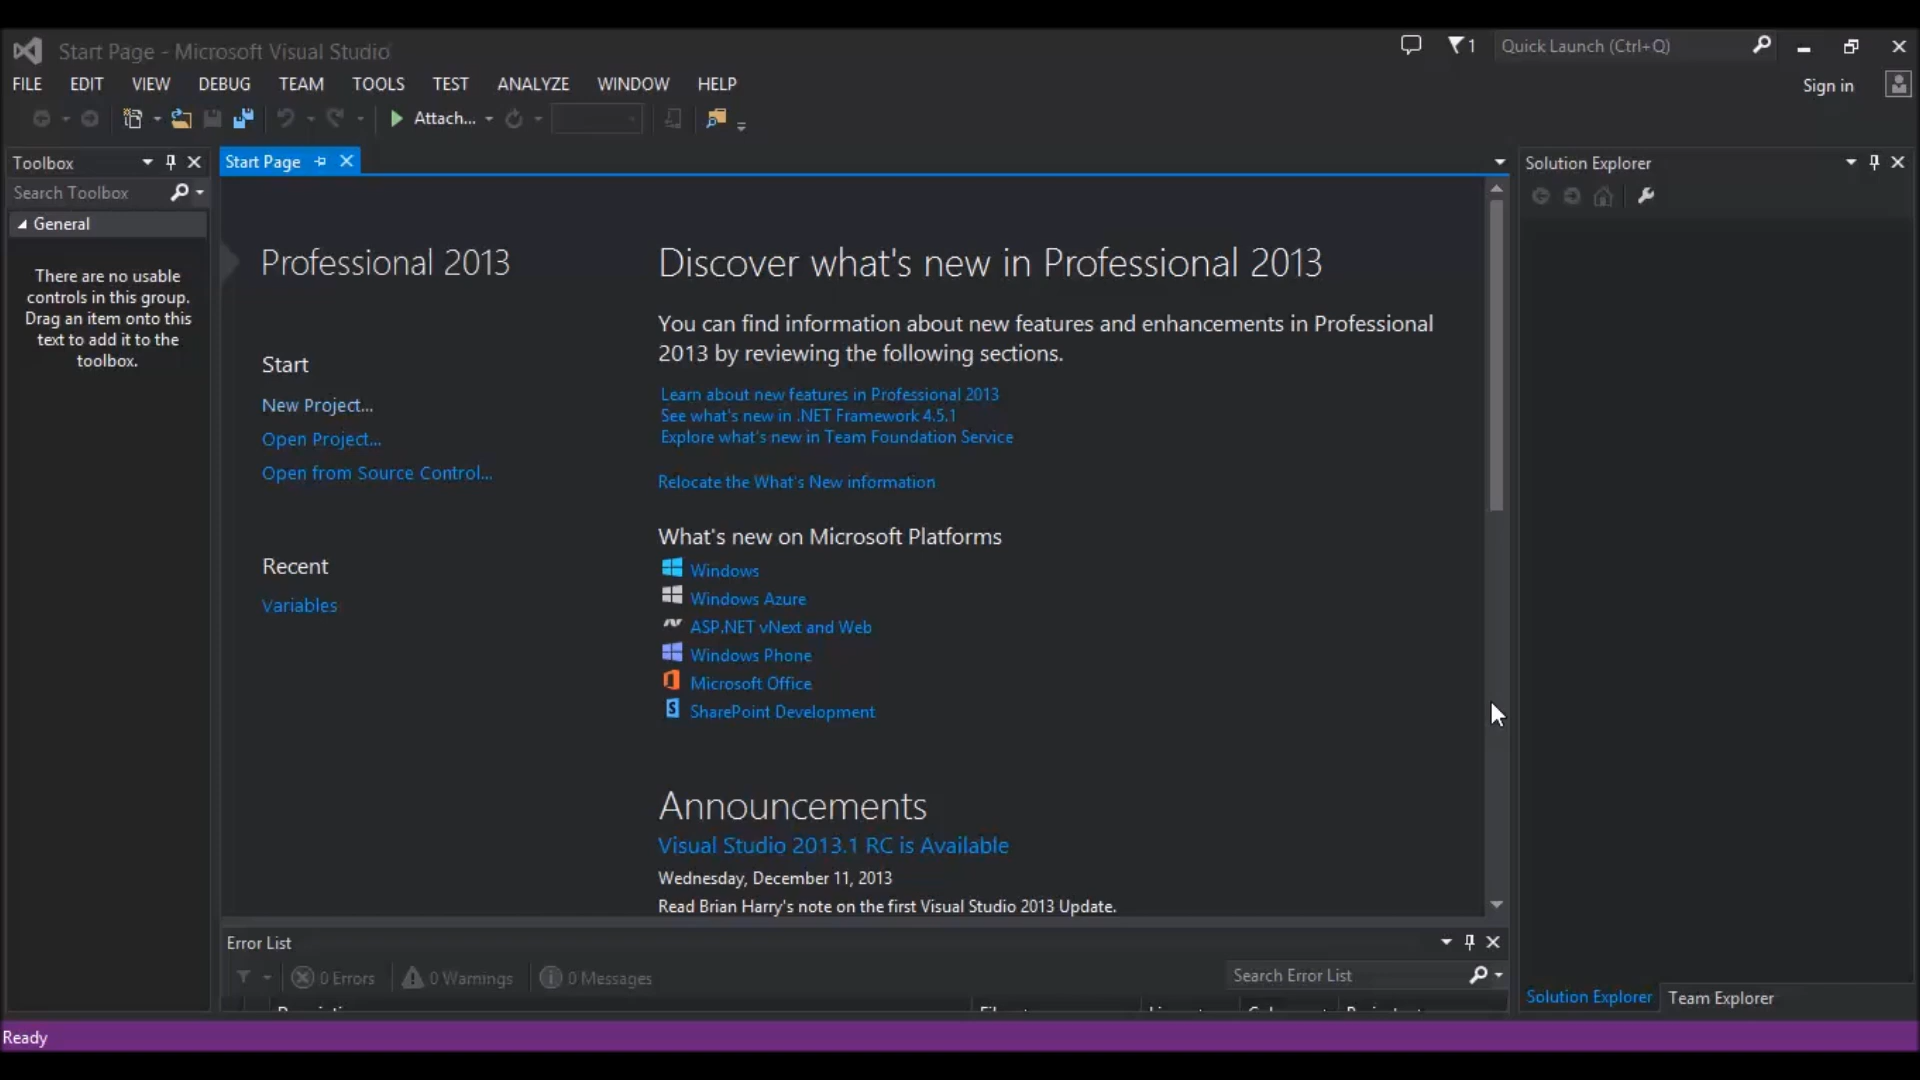 Start Page - Microsoft Visual Studio
1
Quick Launch (Ctrl+Q)
FILE EDIT VIEW DEBUG TEAM TOOLS TEST ANALYZE WINDOW HELP
Sign in
Attach...
Toolbox
Search Toolbox
General
There are no usable
controls in this group.
Drag an item onto this
text to add it to the
toolbox.
Start Page
Professional 2013
Start
New Project...
Open Project...
Open from Source Control...
Recent
Variables
Discover what's new in Professional 2013
You can find information about new features and enhancements in Professional
2013 by reviewing the following sections.
Learn about new features in Professional 2013
See what's new in .NET Framework 4.5.1
Explore what's new in Team Foundation Service
Relocate the What's New information
What's new on Microsoft Platforms
Windows
Windows Azure
ASP.NET vNext and Web
Windows Phone
Microsoft Office
SharePoint Development
Announcements
Visual Studio 2013.1 RC is Available
Wednesday, December 11, 2013
Read Brian Harry's note on the first Visual Studio 2013 Update.
Error List
0 Errors 0 Warnings 0 Messages
Search Error List
Solution Explorer
Solution Explorer Team Explorer
Ready